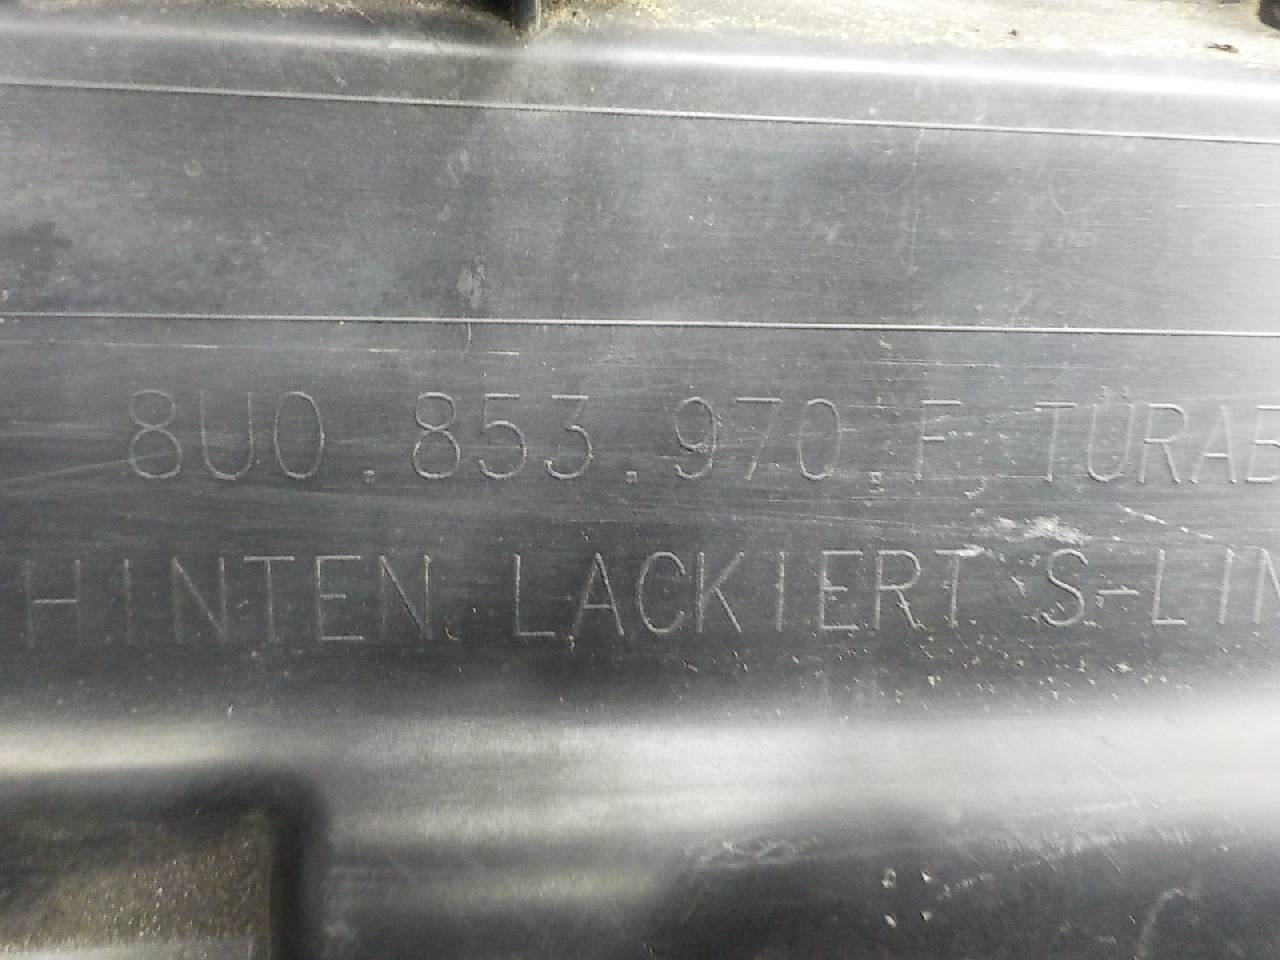 8U0.853.970.F TÜRAB
HINTEN LACKIERT S-LIN